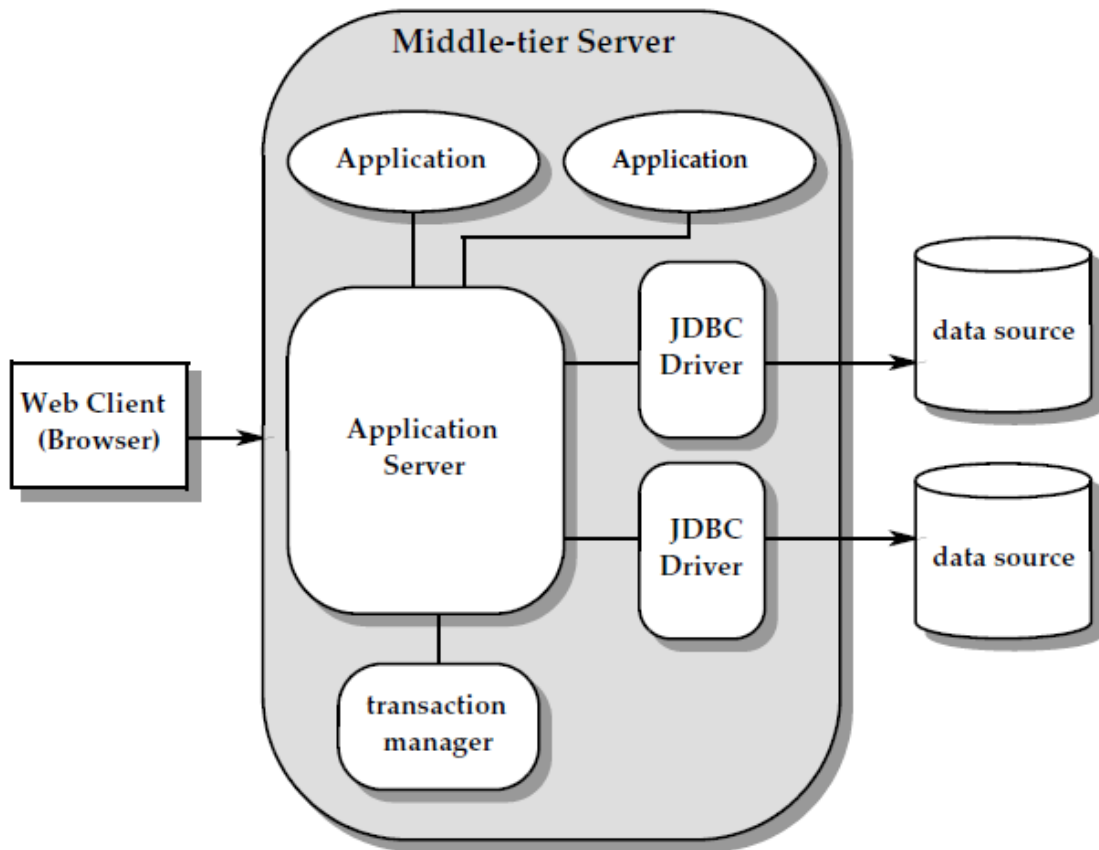 Middle-tier Server
Application
Application
JDBC
Driver
data source
Web Client
(Browser)
Application
Server
JDBC
Driver
data source
transaction
manager